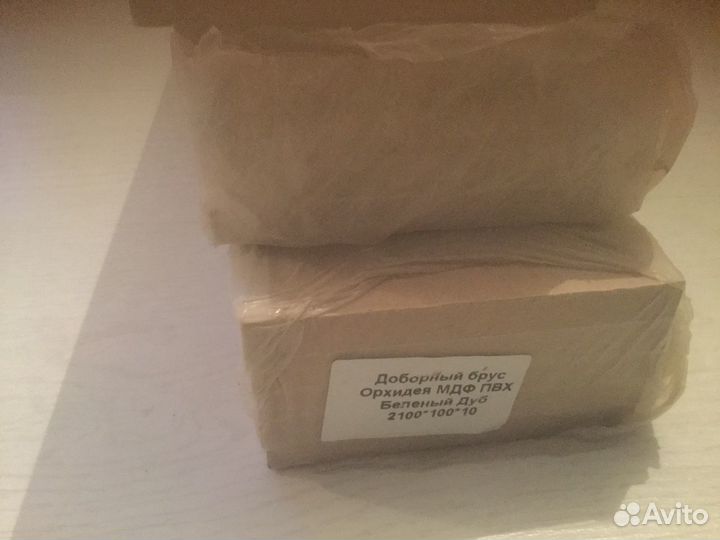 Доборный брус
Орхидея МДФ ПВХ
Беленый Дуб
2100*100*10
Avito